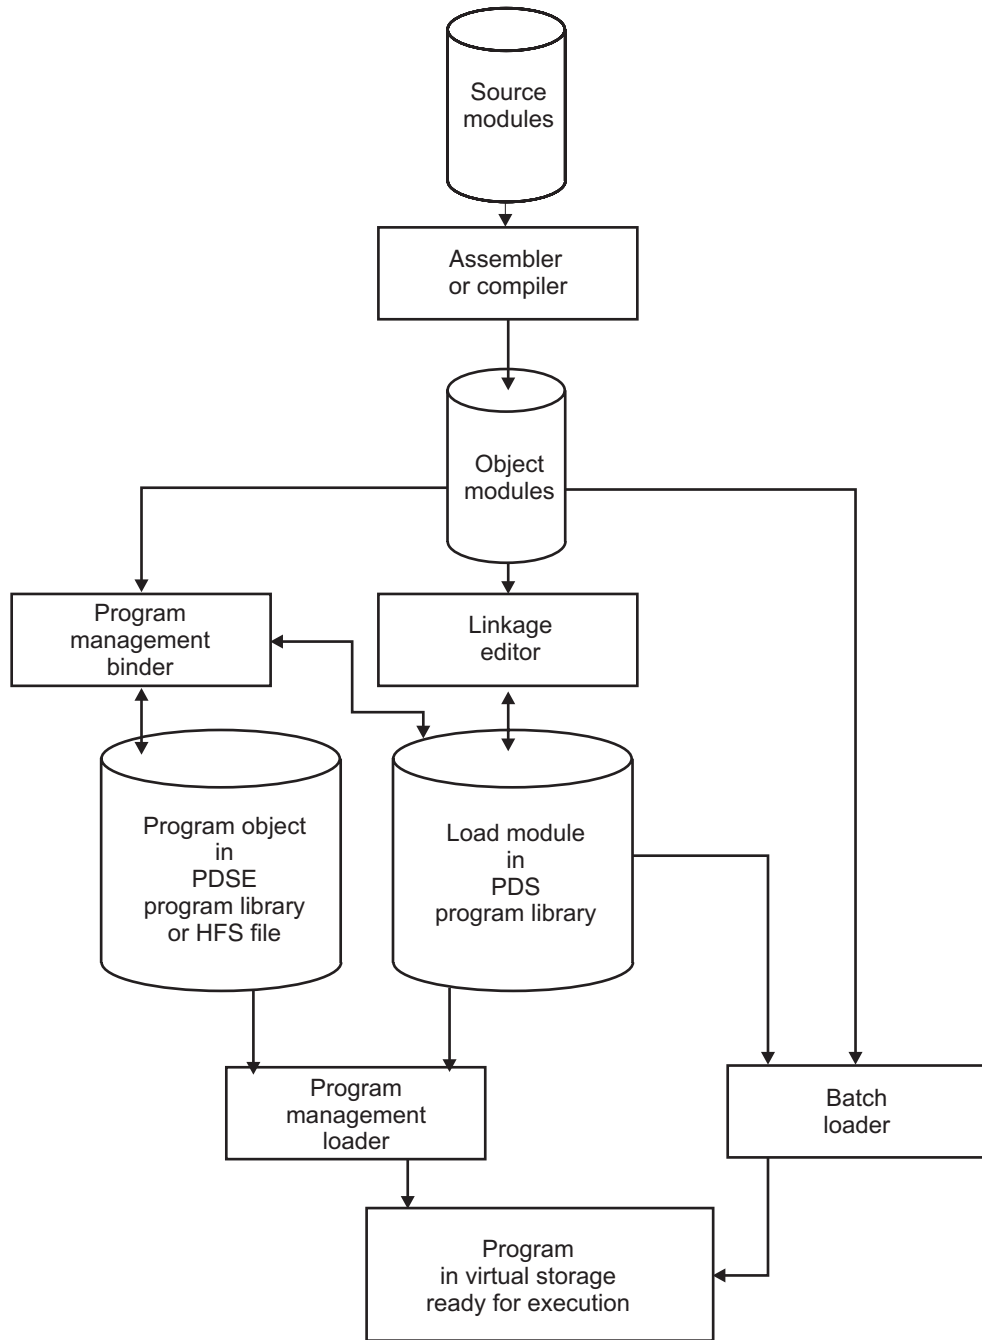 Source
modules
Assembler
or compiler
Object
modules
Program
management
binder
Linkage
editor
Program object
in
PDSE
program library
or HFS file
Load module
in
PDS
program library
Program
management
loader
Batch
loader
Program
in virtual storage
ready for execution